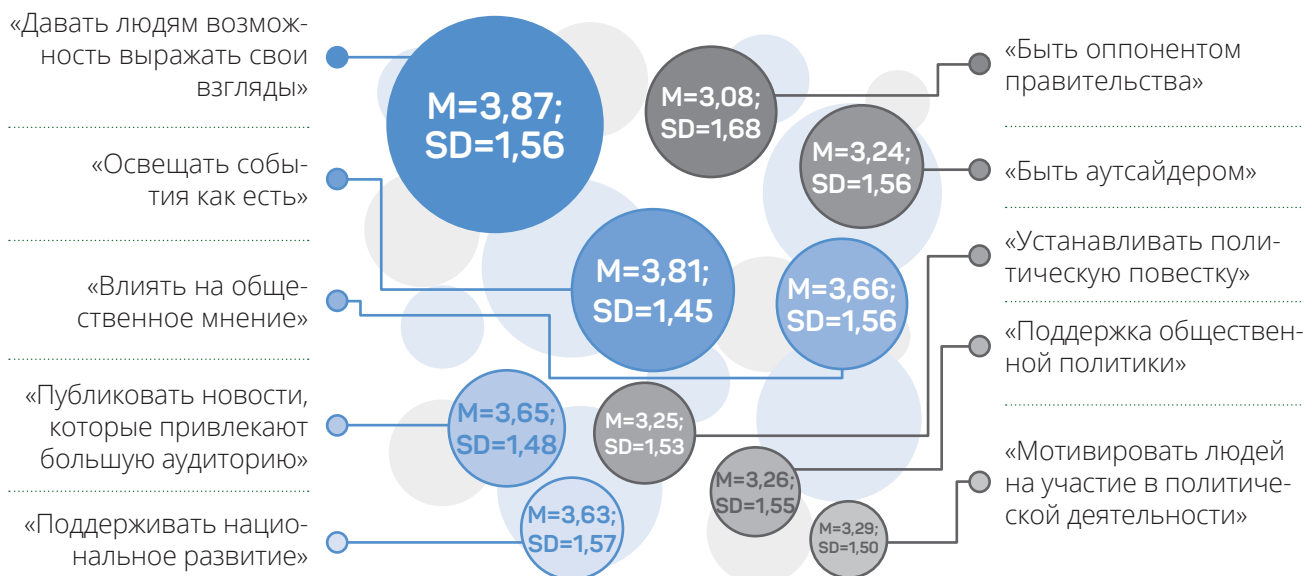 «Давать людям возмож-
ность выражать свои
взгляды»
«Освещать собы-
тия как есть»
«Влиять на обще-
ственное мнение»
«Публиковать новости,
которые привлекают
большую аудиторию»
«Поддерживать нацио-
нальное развитие»
M=3,87;
SD=1,56
M=3,81;
SD=1,45
M=3,66;
SD=1,56
M=3,65;
SD=1,48
M=3,63;
SD=1,57
M=3,08;
SD=1,68
M=3,24;
SD=1,56
M=3,25;
SD=1,53
M=3,26;
SD=1,55
M=3,29;
SD=1,50
«Быть оппонентом
правительства»
«Быть аутсайдером»
«Устанавливать поли-
тическую повестку»
«Поддержка обществен-
ной политики»
«Мотивировать людей
на участие в политиче-
ской деятельности»